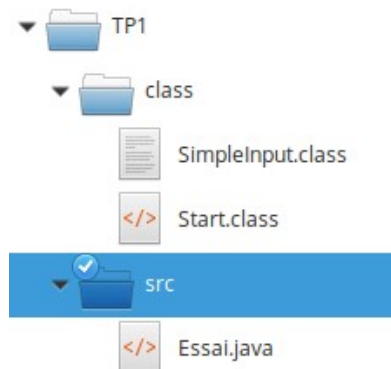 TP1
class
SimpleInput.class
</> Start.class
src
</> Essai.java